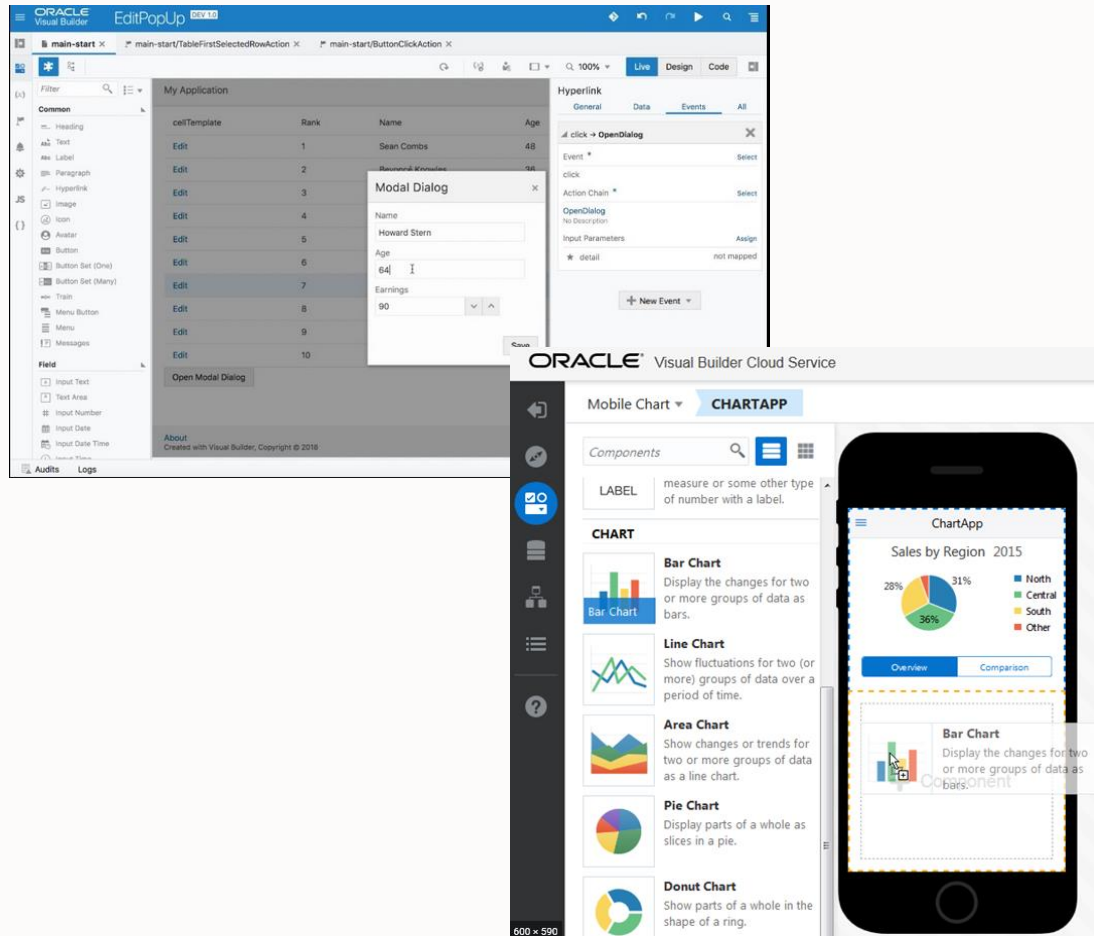 ORACLE
Visual Builder
EditPopUp DEV 1.0
main-start ×
main-start/TableFirstSelectedRowAction ×
main-start/ButtonClickAction ×
100%
Live Design Code
Filter
Common
Heading
Text
Label
Paragraph
Hyperlink
Image
Icon
Avatar
Button
Button Set (One)
Button Set (Many)
Train
Menu Button
Menu
Messages
Field
Input Text
Text Area
Input Number
Input Date
Input Date Time
Input Time
Audits Logs
(x)
JS
{ }
My Application
cellTemplate Rank Name Age
Edit 1 Sean Combs 48
Edit 2 Beyoncé Knowles 36
Edit 3
Edit 4
Edit 5
Edit 6
Edit 7
Edit 8
Edit 9
Edit 10
Open Modal Dialog
About
Created with Visual Builder, Copyright © 2018
Modal Dialog ×
Name
Howard Stern
Age
64
Earnings
90
Save
Hyperlink
General Data Events All
click → OpenDialog
Event * Select
click
Action Chain * Select
OpenDialog
No Description
Input Parameters Assign
detail not mapped
New Event
ORACLE Visual Builder Cloud Service
Mobile Chart CHARTAPP
Components
LABEL
measure or some other type
of number with a label.
CHART
Bar Chart
Bar Chart
Display the changes for two
or more groups of data as
bars.
Line Chart
Show fluctuations for two (or
more) groups of data over a
period of time.
Area Chart
Show changes or trends for
two or more groups of data
as a line chart.
Pie Chart
Display parts of a whole as
slices in a pie.
Donut Chart
Show parts of a whole in the
shape of a ring.
600 × 590
ChartApp
Sales by Region 2015
28%
31%
36%
North
Central
South
Other
Overview Comparison
Bar Chart
Display the changes for two
or more groups of data as
bars.
Component